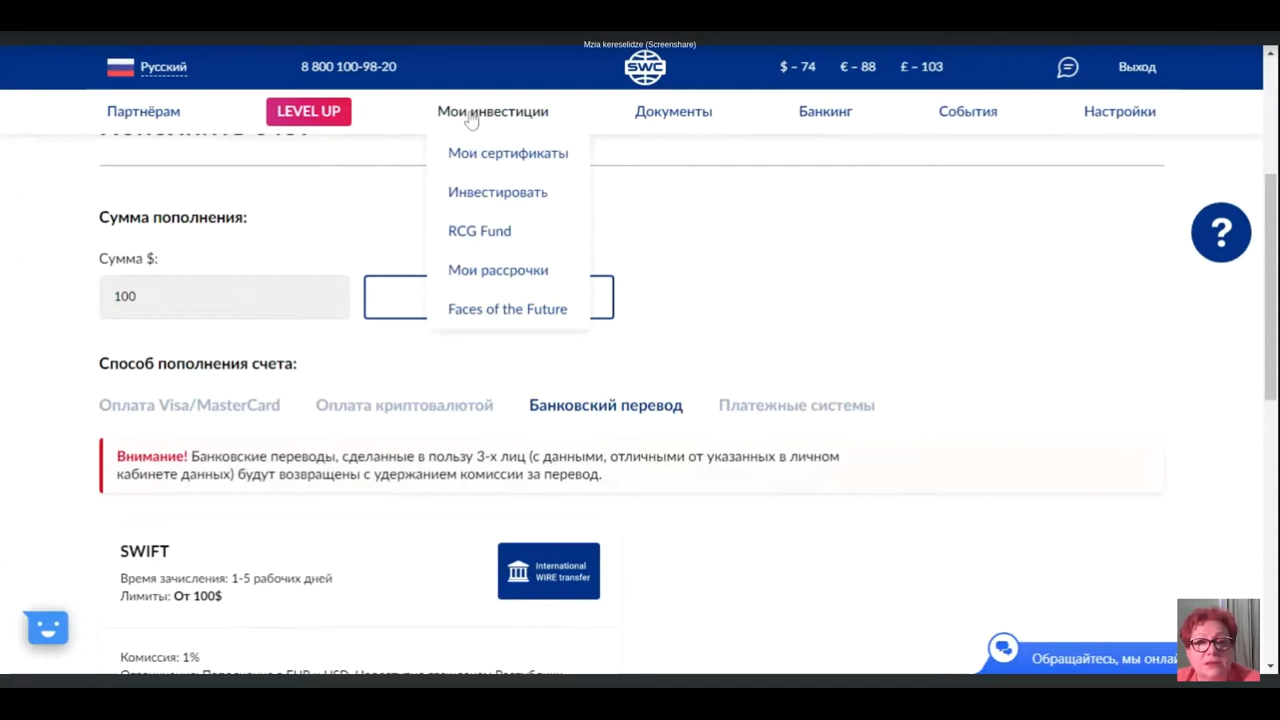 Mzia kereselidze (Screenshare)
Русский
8 800 100-98-20
SWC
$ – 74 € – 88 £ – 103
Выход
Партнёрам
LEVEL UP
Мои инвестиции
Документы
Банкинг
События
Настройки
Мои сертификаты
Инвестировать
RCG Fund
Мои рассрочки
Faces of the Future
Сумма пополнения:
Сумма $:
100
?
Способ пополнения счета:
Оплата Visa/MasterCard
Оплата криптовалютой
Банковский перевод
Платежные системы
Внимание! Банковские переводы, сделанные в пользу 3-х лиц (с данными, отличными от указанных в личном
кабинете данных) будут возвращены с удержанием комиссии за перевод.
SWIFT
Время зачисления: 1-5 рабочих дней
Лимиты: От 100$
International
WIRE transfer
Комиссия: 1%
Обращайтесь, мы